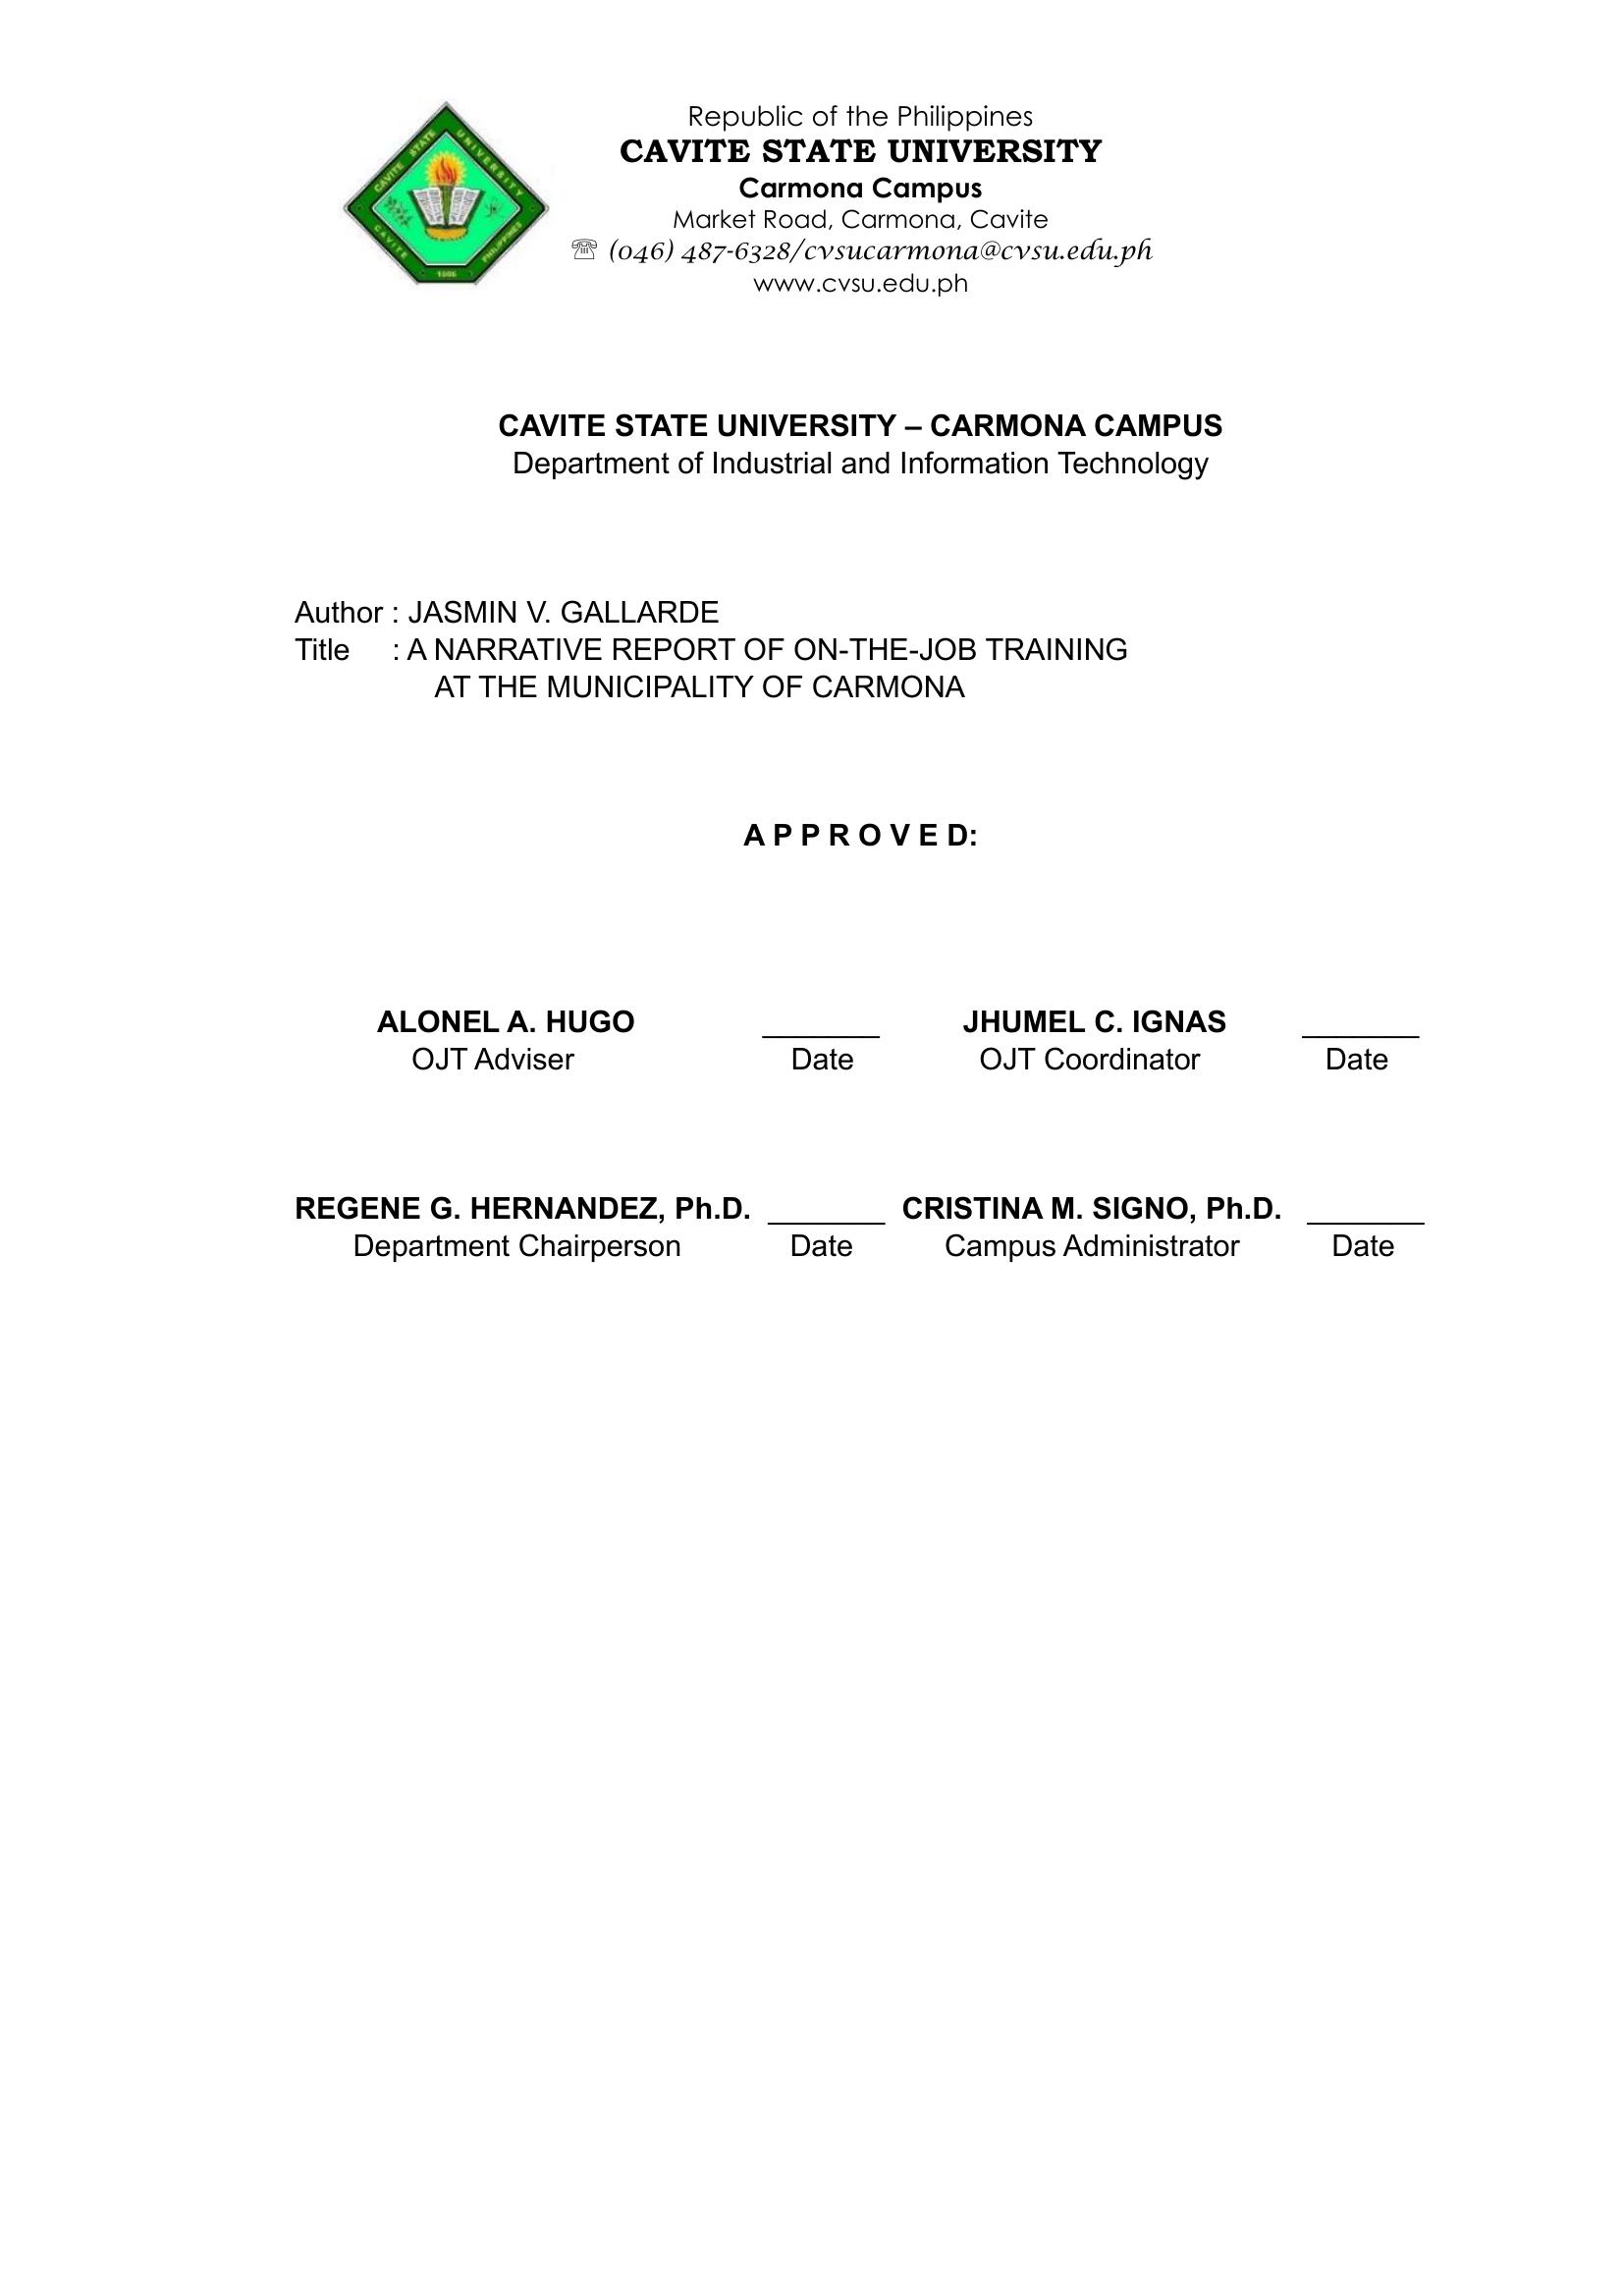 CAVITE STATE UNIVERSITY
CAVITE PHILIPPINES
1906
Republic of the Philippines
CAVITE STATE UNIVERSITY
Carmona Campus
Market Road, Carmona, Cavite
☏ (046) 487-6328/cvsucarmona@cvsu.edu.ph
www.cvsu.edu.ph
CAVITE STATE UNIVERSITY – CARMONA CAMPUS
Department of Industrial and Information Technology
Author : JASMIN V. GALLARDE
Title : A NARRATIVE REPORT OF ON-THE-JOB TRAINING
AT THE MUNICIPALITY OF CARMONA
A P P R O V E D:
ALONEL A. HUGO _______ JHUMEL C. IGNAS _______
OJT Adviser Date OJT Coordinator Date
REGENE G. HERNANDEZ, Ph.D. _______ CRISTINA M. SIGNO, Ph.D. _______
Department Chairperson Date Campus Administrator Date